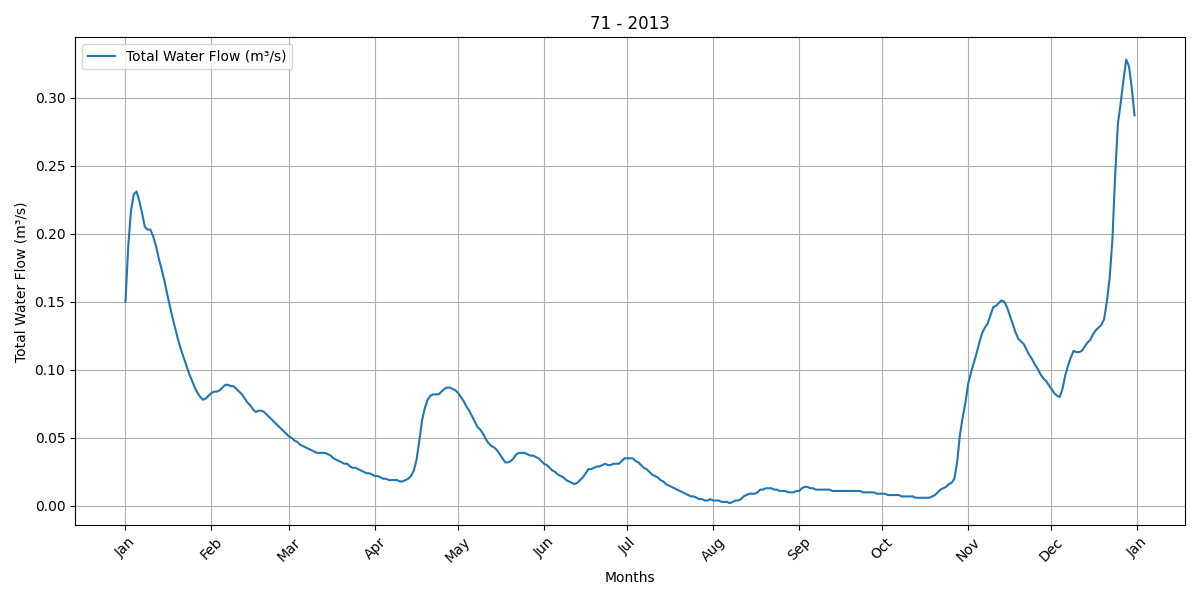 71 - 2013
Total Water Flow (m³/s)
Total Water Flow (m³/s)
0.30
0.25
0.20
0.15
0.10
0.05
0.00
Jan Feb Mar Apr May Jun Jul Aug Sep Oct Nov Dec Jan
Months